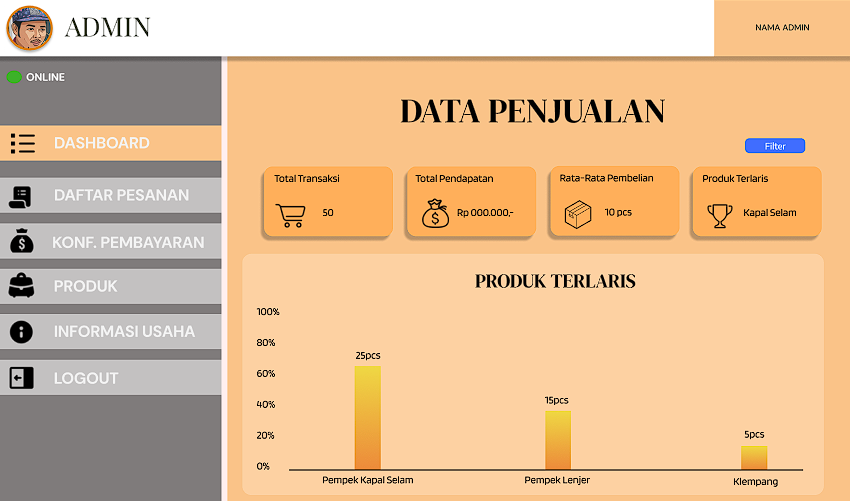 ADMIN
NAMA ADMIN
ONLINE
DASHBOARD
DAFTAR PESANAN
KONF. PEMBAYARAN
PRODUK
INFORMASI USAHA
LOGOUT
DATA PENJUALAN
Filter
Total Transaksi
50
Total Pendapatan
Rp 000.000,-
Rata-Rata Pembelian
10 pcs
Produk Terlaris
Kapal Selam
PRODUK TERLARIS
100%
80%
60%
40%
20%
0%
25pcs
15pcs
5pcs
Pempek Kapal Selam
Pempek Lenjer
Klempang